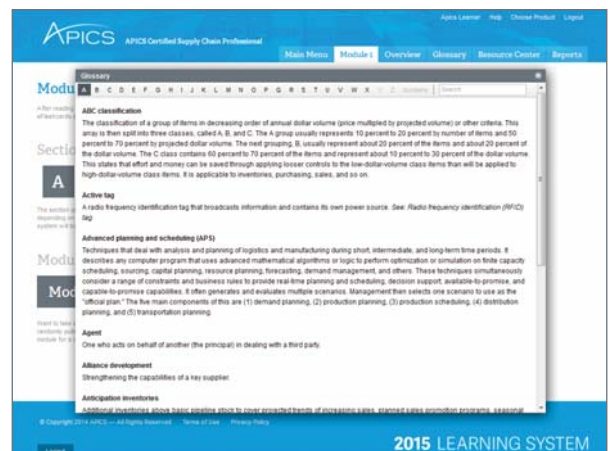 Apics Learner Help Choose Product Logout
APICS APICS Certified Supply Chain Professional
Main Menu Module 1 Overview Glossary Resource Center Reports
Glossary
A B C D E F G H I J K L M N O P Q R S T U V W X Y Z Search
ABC classification
The classification of a group of items in decreasing order of annual dollar volume (price multiplied by projected volume) or other criteria. This
array is then split into three classes, called A, B, and C. The A group usually represents 10 percent to 20 percent by number of items and 50
percent to 70 percent by projected dollar volume. The next grouping, B, usually represent about 20 percent of the items and about 20 percent of
the dollar volume. The C class contains 60 percent to 70 percent of the items and represent about 10 percent to 30 percent of the dollar volume.
This states that effort and money can be saved through applying looser controls to the low-dollar-volume class items than will be applied to
high-dollar-volume class items. It is applicable to inventories, purchasing, sales, and so on.
Active tag
A radio frequency identification tag that broadcasts information and contains its own power source. See: Radio frequency identification (RFID)
tag.
Advanced planning and scheduling (APS)
Techniques that deal with analysis and planning of logistics and manufacturing during short, intermediate, and long-term time periods. It
describes any computer program that uses advanced mathematical algorithms or logic to perform optimization or simulation on finite capacity
scheduling, sourcing, capital planning, resource planning, forecasting, demand management, and others. These techniques simultaneously
consider a range of constraints and business rules to provide real-time planning and scheduling, decision support, available-to-promise, and
capable-to-promise capabilities. It often generates and evaluates multiple scenarios. Management then selects one scenario to use as the
"official plan." The five main components of this are (1) demand planning, (2) production planning, (3) production scheduling, (4) distribution
planning, and (5) transportation planning.
Agent
One who acts on behalf of another (the principal) in dealing with a third party.
Alliance development
Strengthening the capabilities of a key supplier.
Anticipation inventories
Additional inventories above basic pipeline stock to cover projected trends of increasing sales, planned sales promotion programs, seasonal
© Copyright 2014 APICS — All Rights Reserved Terms of Use Privacy Policy
2015 LEARNING SYSTEM